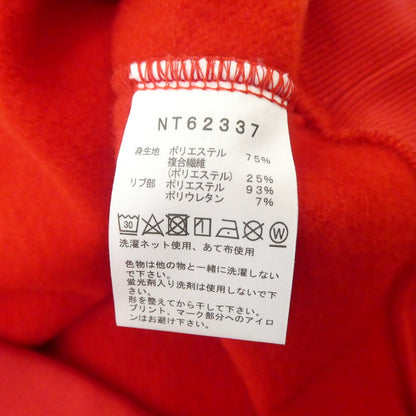 NT62337
身生地 ポリエステル 75%
複合繊維
(ポリエステル) 25%
リブ部 ポリエステル 93%
ポリウレタン 7%
30 W
洗濯ネット使用、あて布使用
色物は他の物と一緒に洗濯しない
で下さい。
蛍光剤入り洗剤は使用しないで下
さい。
形を整えてから干して下さい。
プリント、マーク部分へのアイロ
ンはお避け下さい。